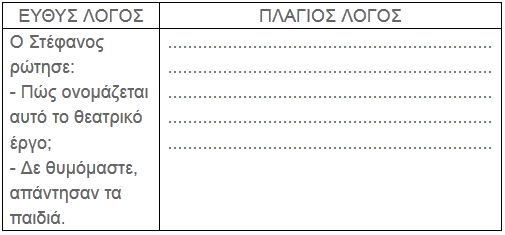 ΕΥΘΥΣ ΛΟΓΟΣ
ΠΛΑΓΙΟΣ ΛΟΓΟΣ
Ο Στέφανος
ρώτησε:
- Πώς ονομάζεται
αυτό το θεατρικό
έργο;
- Δε θυμόμαστε,
απάντησαν τα
παιδιά.
..............................................................
..............................................................
..............................................................
..............................................................
..............................................................